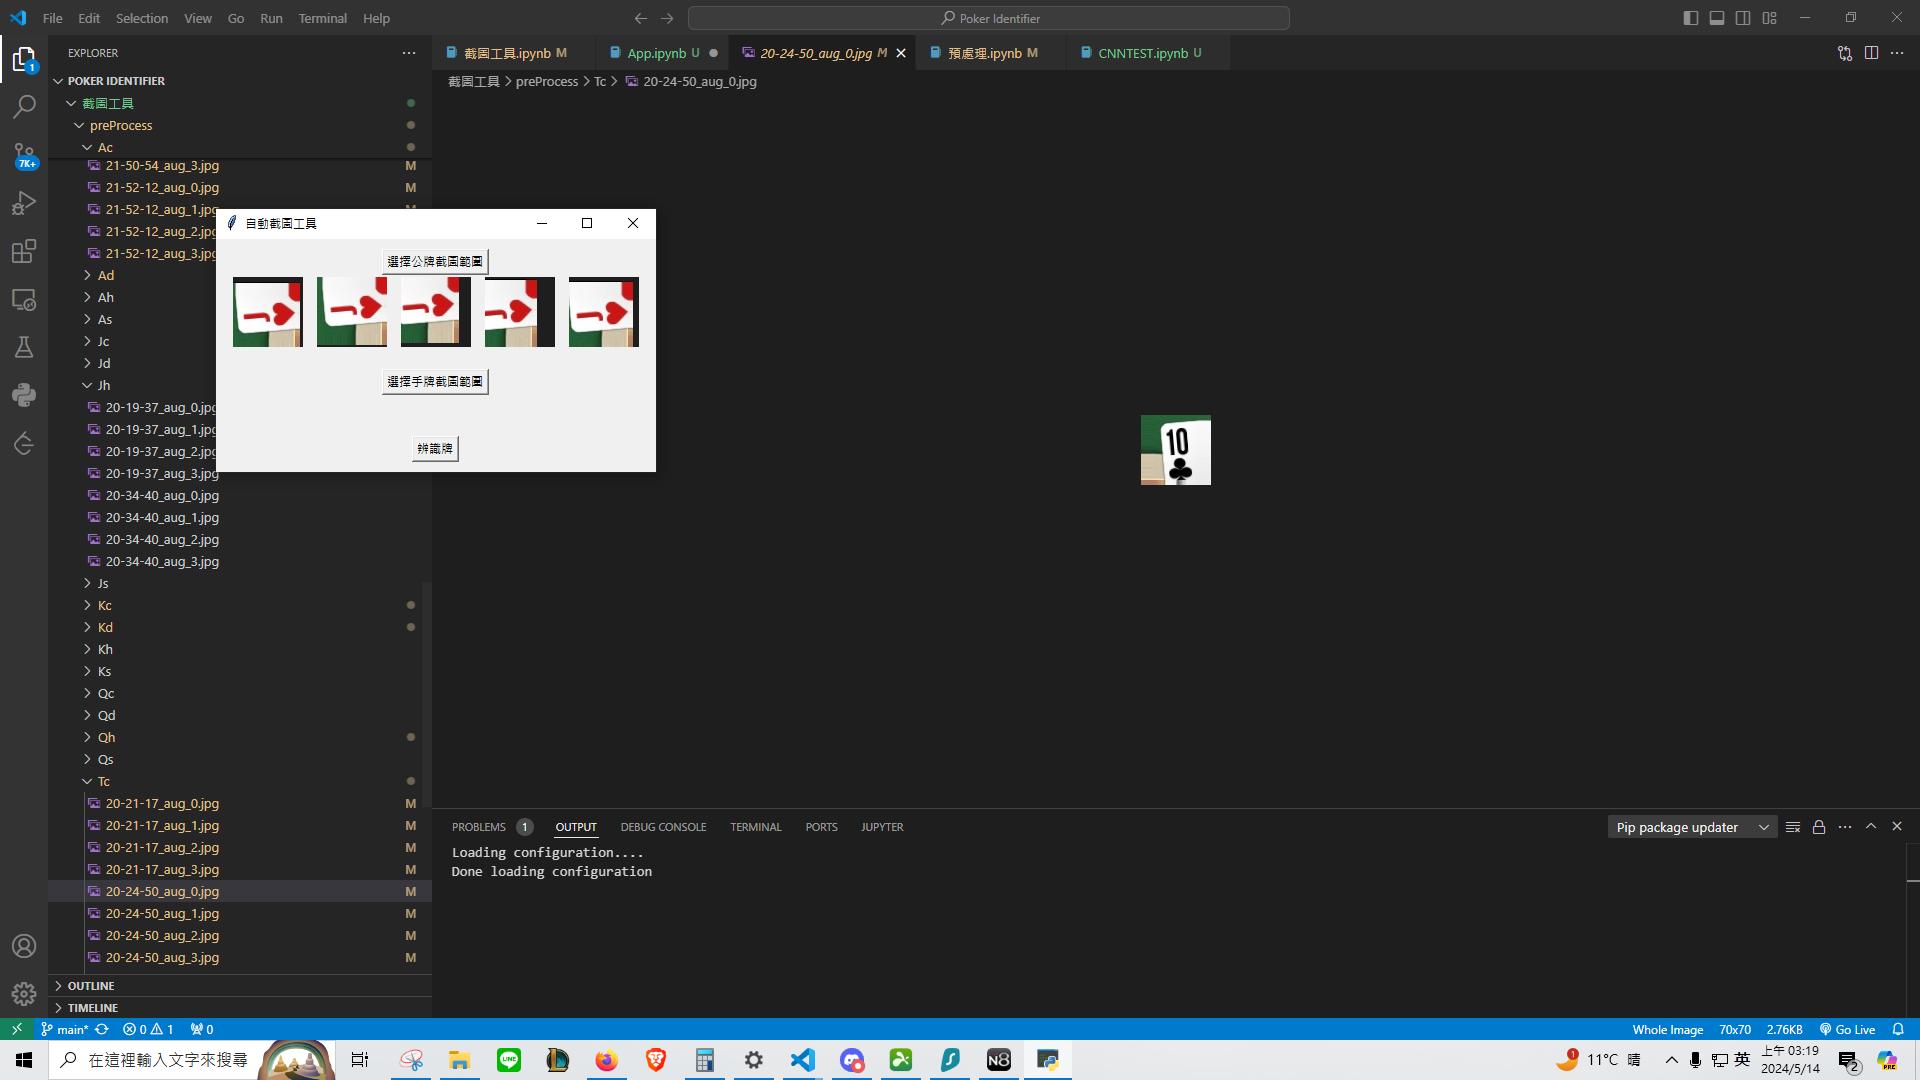 File Edit Selection View Go Run Terminal Help
Poker Identifier
EXPLORER
截圖工具.ipynb M
App.ipynb U
20-24-50_aug_0.jpg M
預處理.ipynb M
CNNTEST.ipynb U
截圖工具 > preProcess > Tc > 20-24-50_aug_0.jpg
POKER IDENTIFIER
截圖工具
preProcess
Ac
21-50-54_aug_3.jpg M
21-52-12_aug_0.jpg M
21-52-12_aug_1.jpg
21-52-12_aug_2.jpg
21-52-12_aug_3.jpg
Ad
Ah
As
Jc
Jd
Jh
20-19-37_aug_0.jpg
20-19-37_aug_1.jpg
20-19-37_aug_2.jpg
20-19-37_aug_3.jpg
20-34-40_aug_0.jpg
20-34-40_aug_1.jpg
20-34-40_aug_2.jpg
20-34-40_aug_3.jpg
Js
Kc
Kd
Kh
Ks
Qc
Qd
Qh
Qs
Tc
20-21-17_aug_0.jpg M
20-21-17_aug_1.jpg M
20-21-17_aug_2.jpg M
20-21-17_aug_3.jpg M
20-24-50_aug_0.jpg M
20-24-50_aug_1.jpg M
20-24-50_aug_2.jpg M
20-24-50_aug_3.jpg M
OUTLINE
TIMELINE
1
7K+
自動截圖工具
選擇公牌截圖範圍
J J J J J
選擇手牌截圖範圍
辨識牌
10
PROBLEMS 1 OUTPUT DEBUG CONSOLE TERMINAL PORTS JUPYTER
Pip package updater
Loading configuration....
Done loading configuration
main* 0 1 0
Whole Image 70x70 2.76KB Go Live
在這裡輸入文字來搜尋
LINE
N8
1
11°C 晴
英
上午 03:19
2024/5/14
2
PRE